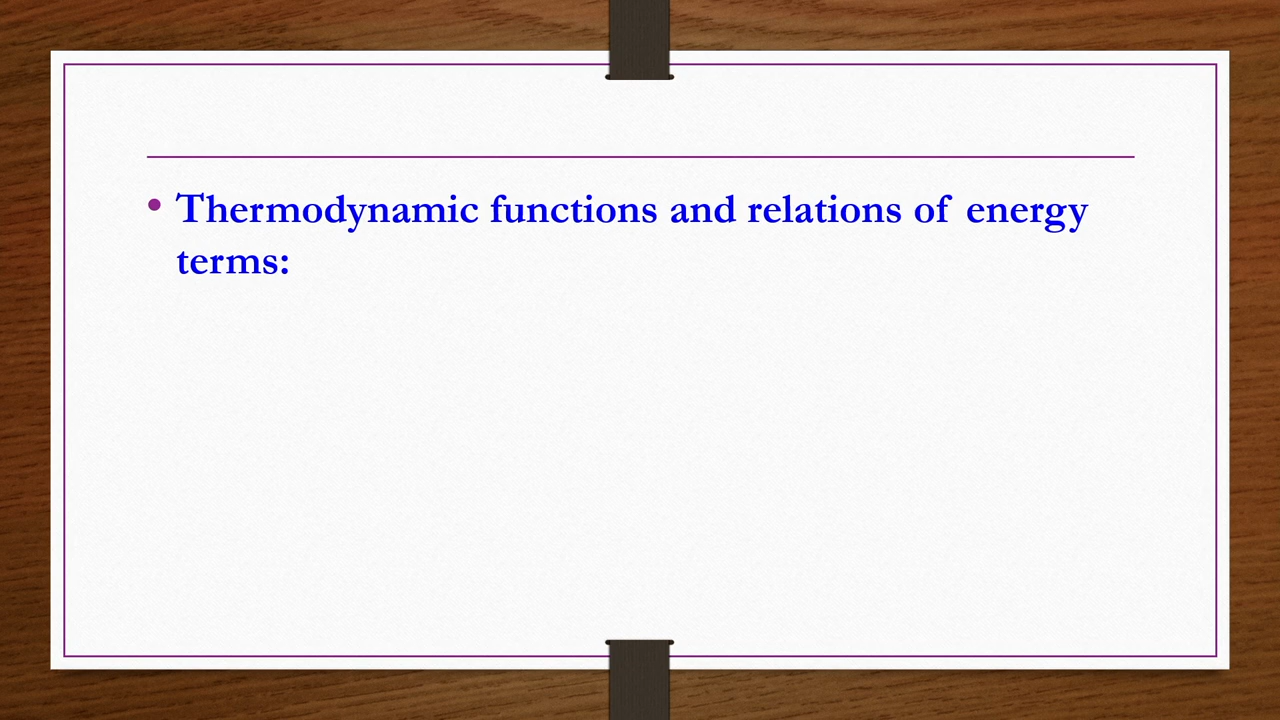 • Thermodynamic functions and relations of energy
terms: